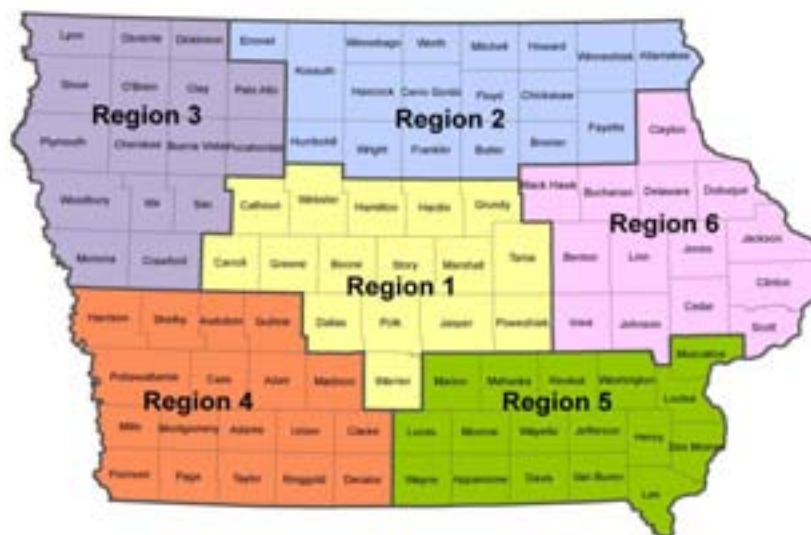 Lyon
Osceola
Dickinson
Emmet
Kossuth
Winnebago
Worth
Mitchell
Howard
Winneshiek
Allamakee
Sioux
O'Brien
Clay
Palo Alto
Hancock
Cerro Gordo
Floyd
Chickasaw
Region 3
Region 2
Fayette
Clayton
Plymouth
Cherokee
Buena Vista
Pocahontas
Humboldt
Wright
Franklin
Butler
Bremer
Woodbury
Ida
Sac
Calhoun
Webster
Hamilton
Hardin
Grundy
Black Hawk
Buchanan
Delaware
Dubuque
Region 6
Monona
Crawford
Carroll
Greene
Boone
Story
Marshall
Tama
Benton
Linn
Jones
Jackson
Clinton
Region 1
Harrison
Shelby
Audubon
Guthrie
Dallas
Polk
Jasper
Poweshiek
Iowa
Johnson
Cedar
Scott
Muscatine
Pottawattamie
Cass
Adair
Madison
Warren
Marion
Mahaska
Keokuk
Washington
Louisa
Region 4
Region 5
Mills
Montgomery
Adams
Union
Clarke
Lucas
Monroe
Wapello
Jefferson
Henry
Des Moines
Fremont
Page
Taylor
Ringgold
Decatur
Wayne
Appanoose
Davis
Van Buren
Lee